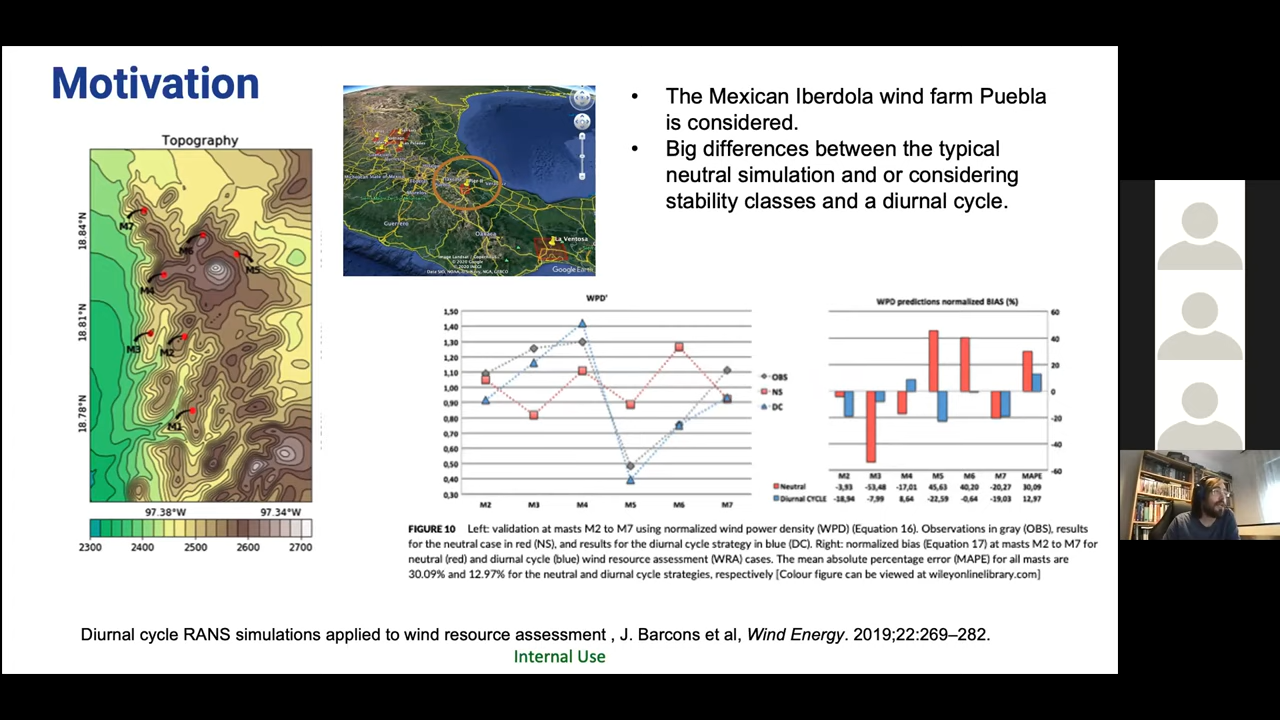 Motivation
Topography
18.84°N
18.81°N
18.78°N
M7
M6
M5
M4
M3
M2
M1
97.38°W 97.34°W
2300 2400 2500 2600 2700
Guerrero
Oaxaca
La Ventosa
Google Earth
• The Mexican Iberdola wind farm Puebla
is considered.
• Big differences between the typical
neutral simulation and or considering
stability classes and a diurnal cycle.
WPD'
1,50
1,40
1,30
1,20
1,10
1,00
0,90
0,80
0,70
0,60
0,50
0,40
0,30
M2 M3 M4 M5 M6 M7
OBS
NS
DC
WPD predictions normalized BIAS (%)
60
40
20
0
-20
-40
-60
M2 M3 M4 M5 M6 M7 MAPE
Neutral -3,93 -53,48 -17,01 45,63 40,20 -20,27 30,09
Diurnal CYCLE -18,94 -7,99 8,64 -22,59 -0,64 -19,03 12,97
FIGURE 10 Left: validation at masts M2 to M7 using normalized wind power density (WPD) (Equation 16). Observations in gray (OBS), results
for the neutral case in red (NS), and results for the diurnal cycle strategy in blue (DC). Right: normalized bias (Equation 17) at masts M2 to M7 for
neutral (red) and diurnal cycle (blue) wind resource assessment (WRA) cases. The mean absolute percentage error (MAPE) for all masts are
30.09% and 12.97% for the neutral and diurnal cycle strategies, respectively [Colour figure can be viewed at wileyonlinelibrary.com]
Diurnal cycle RANS simulations applied to wind resource assessment , J. Barcons et al, Wind Energy. 2019;22:269–282.
Internal Use